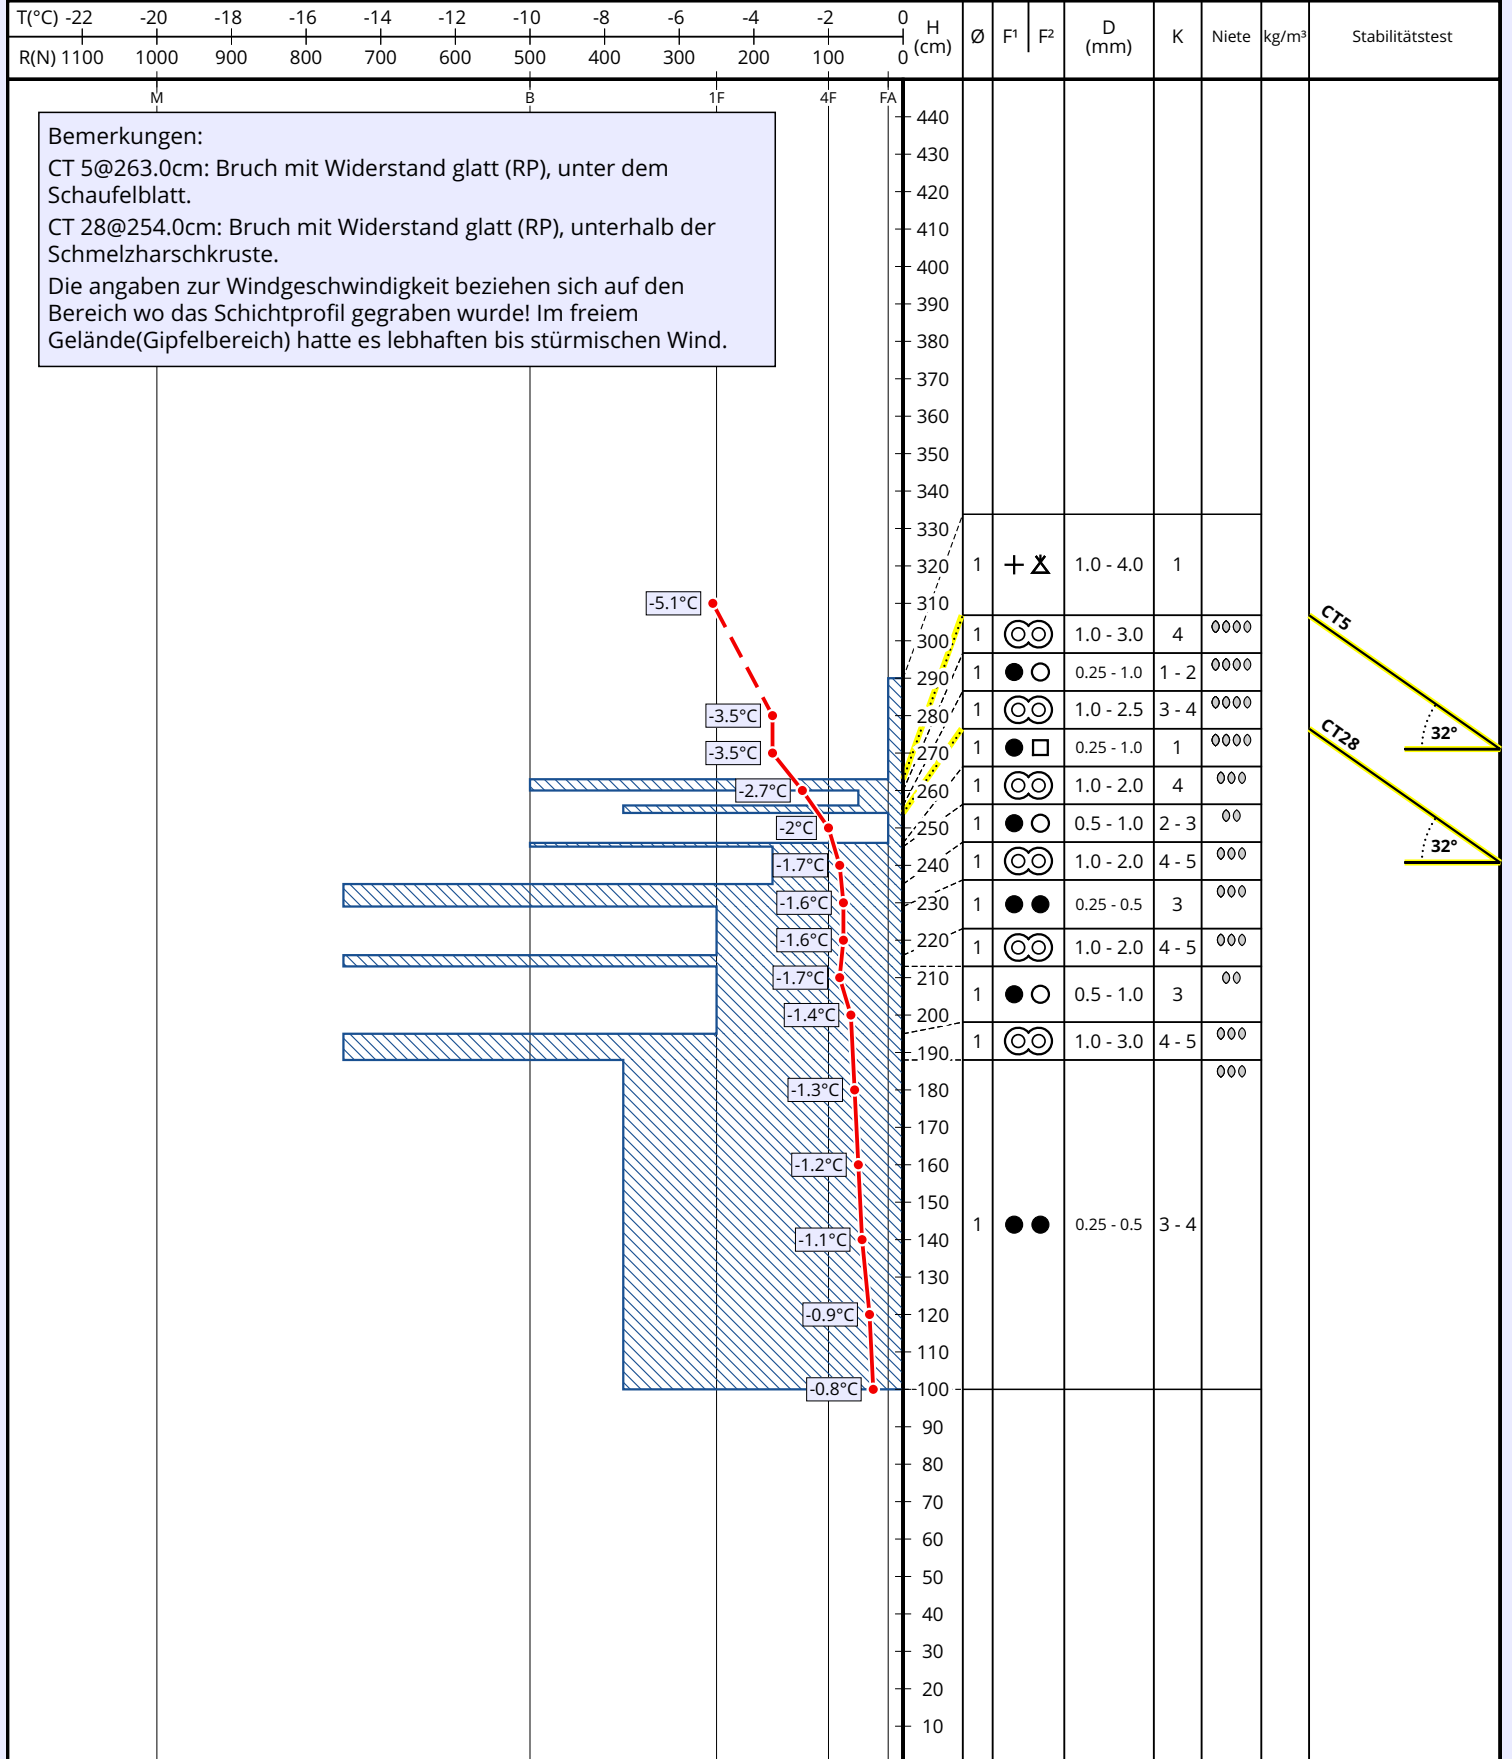 T(°C) -22 -20 -18 -16 -14 -12 -10 -8 -6 -4 -2 0
R(N) 1100 1000 900 800 700 600 500 400 300 200 100 0
H (cm) Ø F¹ F² D (mm) K Niete kg/m³ Stabilitätstest
M B 1F 4F FA
Bemerkungen:
CT 5@263.0cm: Bruch mit Widerstand glatt (RP), unter dem
Schaufelblatt.
CT 28@254.0cm: Bruch mit Widerstand glatt (RP), unterhalb der
Schmelzharschkruste.
Die angaben zur Windgeschwindigkeit beziehen sich auf den
Bereich wo das Schichtprofil gegraben wurde! Im freiem
Gelände(Gipfelbereich) hatte es lebhaften bis stürmischen Wind.
440
430
420
410
400
390
380
370
360
350
340
330
320
310
300
290
280
270
260
250
240
230
220
210
200
190
180
170
160
150
140
130
120
110
100
90
80
70
60
50
40
30
20
10
-5.1°C
-3.5°C
-3.5°C
-2.7°C
-2°C
-1.7°C
-1.6°C
-1.6°C
-1.7°C
-1.4°C
-1.3°C
-1.2°C
-1.1°C
-0.9°C
-0.8°C
1 1.0 - 4.0 1
1 1.0 - 3.0 4
1 0.25 - 1.0 1 - 2
1 1.0 - 2.5 3 - 4
1 0.25 - 1.0 1
1 1.0 - 2.0 4
1 0.5 - 1.0 2 - 3
1 1.0 - 2.0 4 - 5
1 0.25 - 0.5 3
1 1.0 - 2.0 4 - 5
1 0.5 - 1.0 3
1 1.0 - 3.0 4 - 5
1 0.25 - 0.5 3 - 4
CT5
32°
CT28
32°